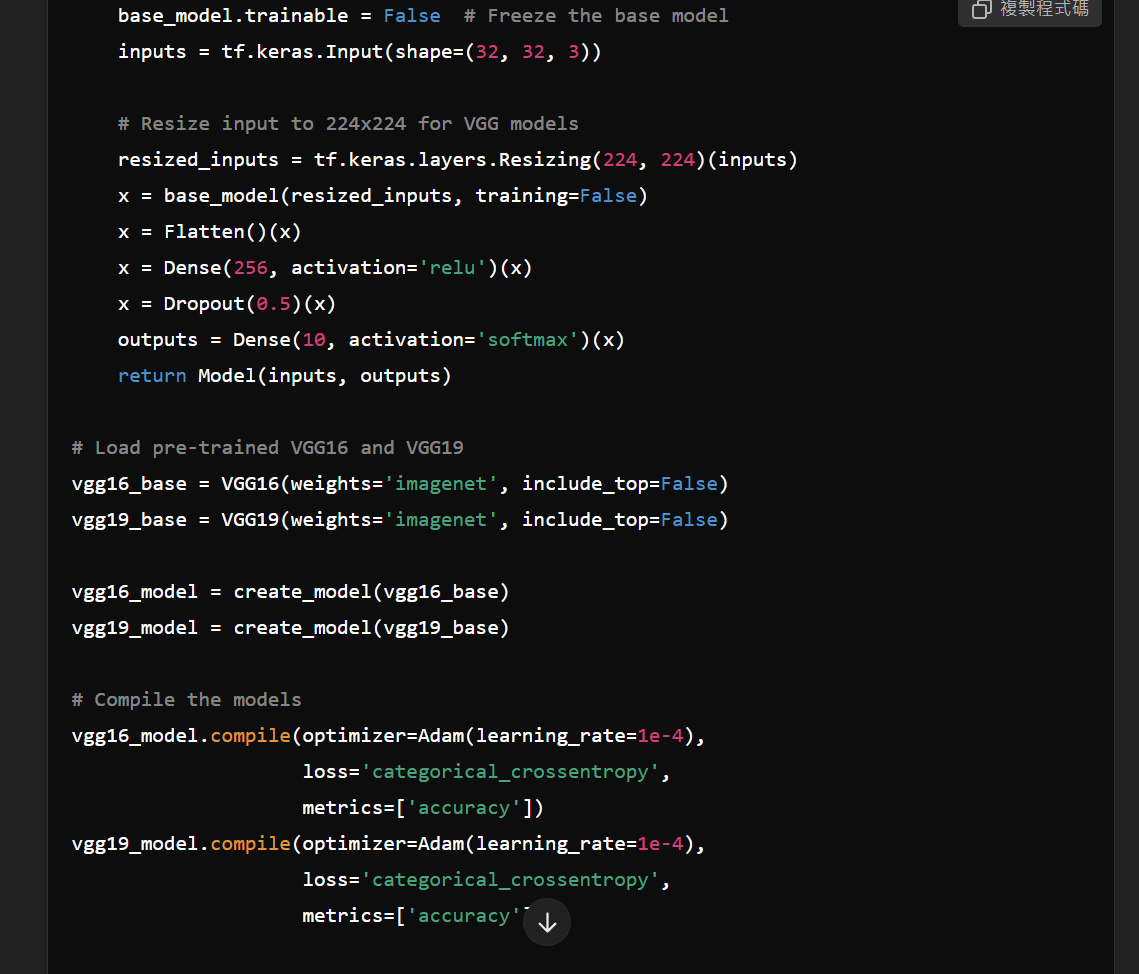 base_model.trainable = False  # Freeze the base model
複製程式碼
inputs = tf.keras.Input(shape=(32, 32, 3))
# Resize input to 224x224 for VGG models
resized_inputs = tf.keras.layers.Resizing(224, 224)(inputs)
x = base_model(resized_inputs, training=False)
x = Flatten()(x)
x = Dense(256, activation='relu')(x)
x = Dropout(0.5)(x)
outputs = Dense(10, activation='softmax')(x)
return Model(inputs, outputs)
# Load pre-trained VGG16 and VGG19
vgg16_base = VGG16(weights='imagenet', include_top=False)
vgg19_base = VGG19(weights='imagenet', include_top=False)
vgg16_model = create_model(vgg16_base)
vgg19_model = create_model(vgg19_base)
# Compile the models
vgg16_model.compile(optimizer=Adam(learning_rate=1e-4),
loss='categorical_crossentropy',
metrics=['accuracy'])
vgg19_model.compile(optimizer=Adam(learning_rate=1e-4),
loss='categorical_crossentropy',
metrics=['accuracy'